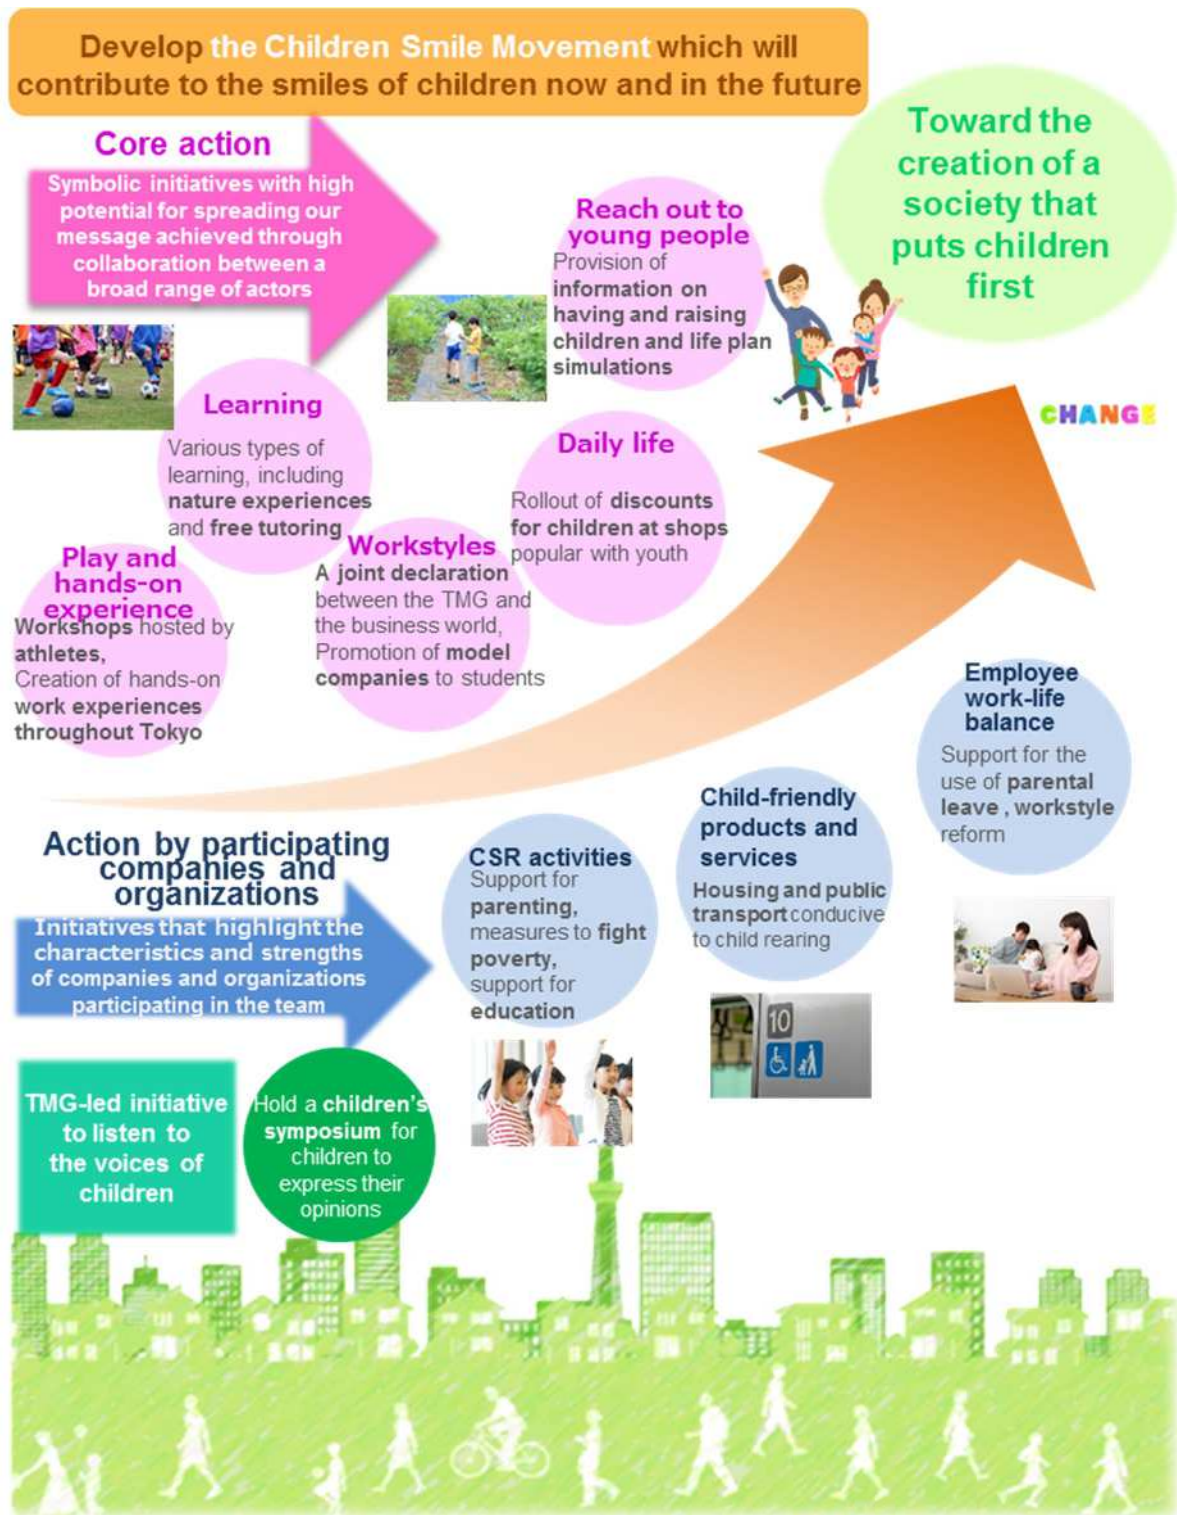 Develop the Children Smile Movement which will
contribute to the smiles of children now and in the future
Toward the
creation of a
society that
puts children
first
Core action
Symbolic initiatives with high
potential for spreading our
message achieved through
collaboration between a
broad range of actors
Reach out to
young people
Provision of
information on
having and raising
children and life plan
simulations
CHANGE
Learning
Various types of
learning, including
nature experiences
and free tutoring
Daily life
Rollout of discounts
for children at shops
popular with youth
Workstyles
A joint declaration
between the TMG and
the business world,
Promotion of model
companies to students
Play and
hands-on
experience
Workshops hosted by
athletes,
Creation of hands-on
work experiences
throughout Tokyo
Employee
work-life
balance
Support for the
use of parental
leave , workstyle
reform
Child-friendly
products and
services
Housing and public
transport conducive
to child rearing
10
Action by participating
companies and
organizations
Initiatives that highlight the
characteristics and strengths
of companies and organizations
participating in the team
CSR activities
Support for
parenting,
measures to fight
poverty,
support for
education
TMG-led initiative
to listen to
the voices of
children
Hold a children's
symposium for
children to
express their
opinions